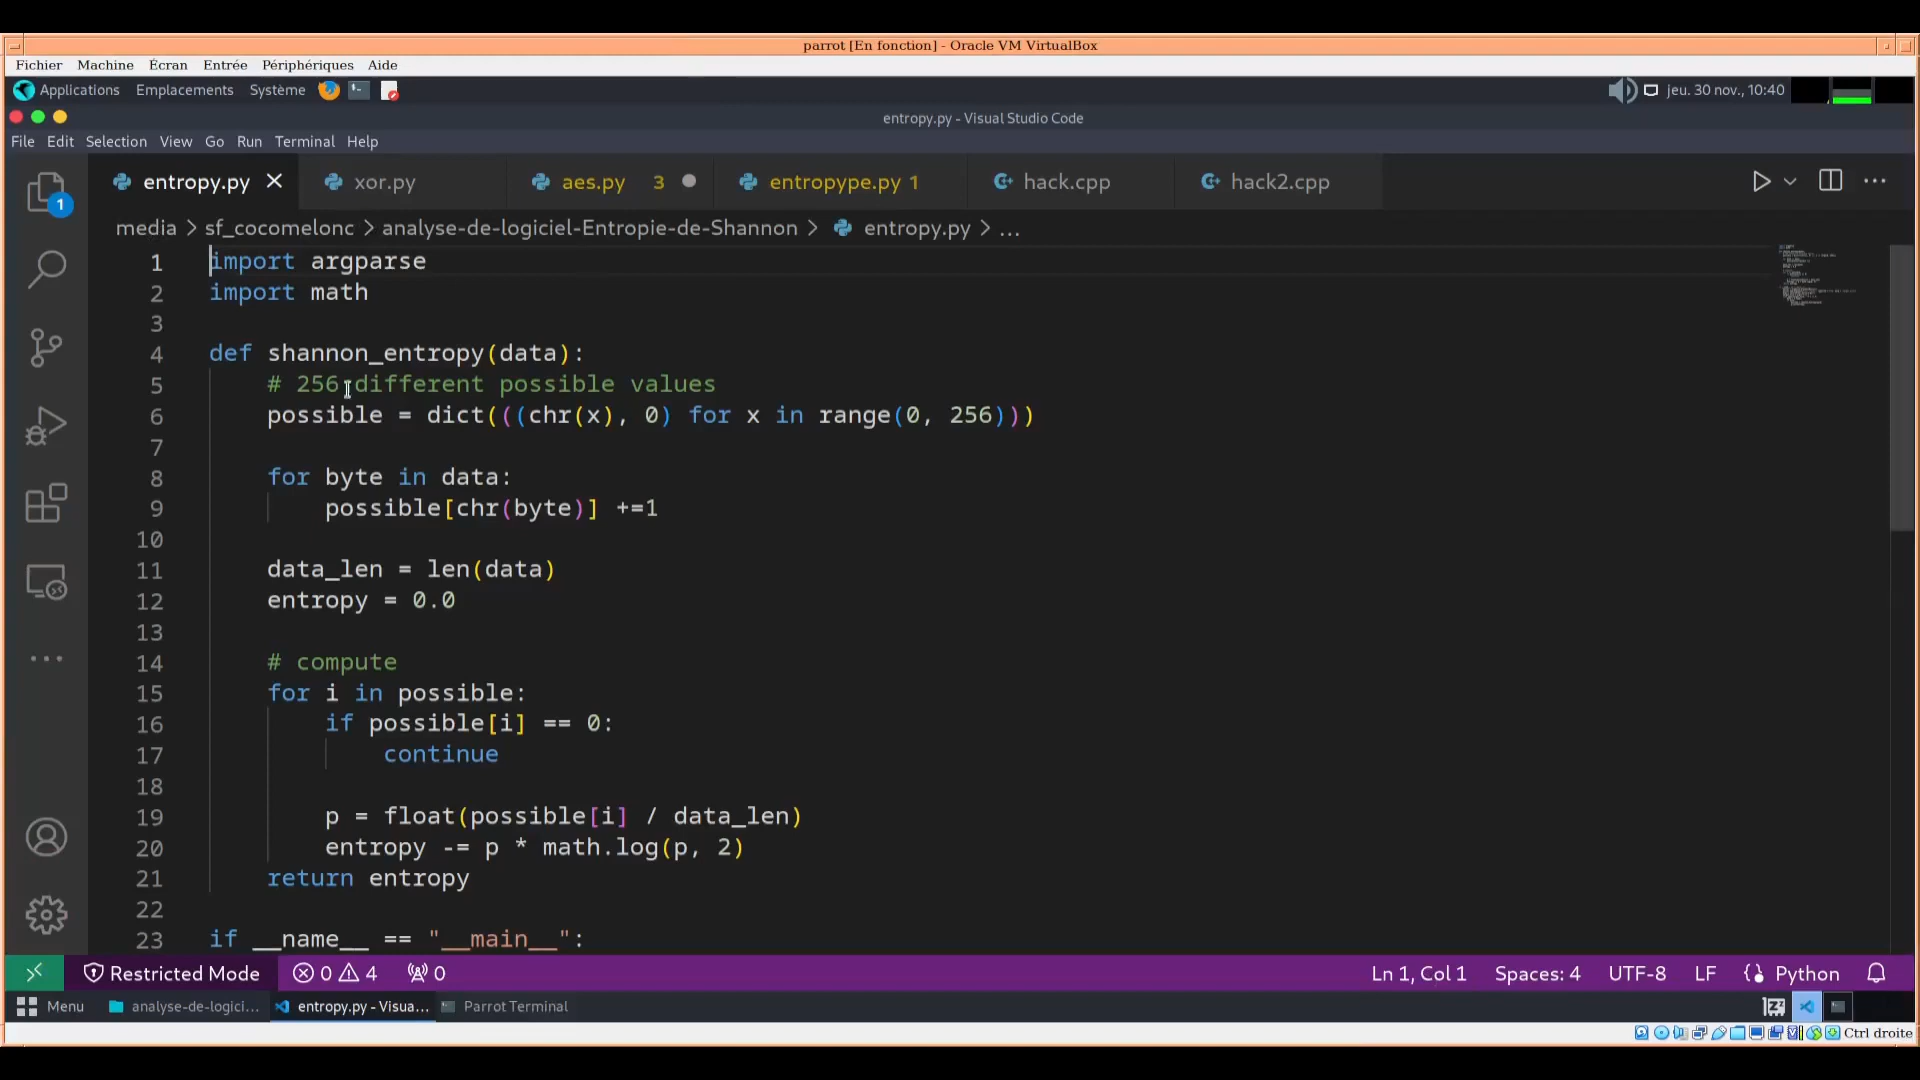 parrot [En fonction] - Oracle VM VirtualBox
Fichier Machine Écran Entrée Périphériques Aide
Applications Emplacements Système jeu. 30 nov., 10:40
entropy.py - Visual Studio Code
File Edit Selection View Go Run Terminal Help
entropy.py xor.py aes.py 3 entropype.py 1 hack.cpp hack2.cpp
media > sf_cocomelonc > analyse-de-logiciel-Entropie-de-Shannon > entropy.py > ...
1
1 import argparse
2 import math
3
4 def shannon_entropy(data):
5 # 256 different possible values
6 possible = dict(((chr(x), 0) for x in range(0, 256)))
7
8 for byte in data:
9 possible[chr(byte)] +=1
10
11 data_len = len(data)
12 entropy = 0.0
13
14 # compute
15 for i in possible:
16 if possible[i] == 0:
17 continue
18
19 p = float(possible[i] / data_len)
20 entropy -= p * math.log(p, 2)
21 return entropy
22
23 if __name__ == "__main__":
Restricted Mode 0 4 0 Ln 1, Col 1 Spaces: 4 UTF-8 LF Python
Menu analyse-de-logici... entropy.py - Visua... Parrot Terminal
Ctrl droite